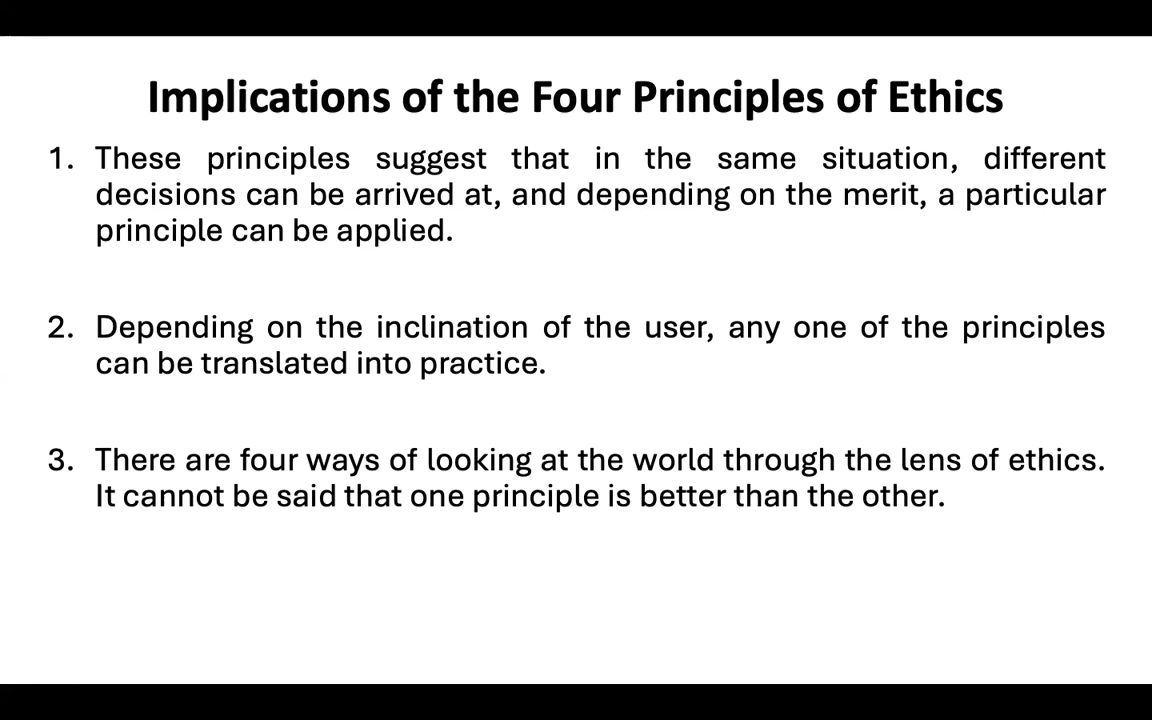 Implications of the Four Principles of Ethics
1. These principles suggest that in the same situation, different
decisions can be arrived at, and depending on the merit, a particular
principle can be applied.
2. Depending on the inclination of the user, any one of the principles
can be translated into practice.
3. There are four ways of looking at the world through the lens of ethics.
It cannot be said that one principle is better than the other.